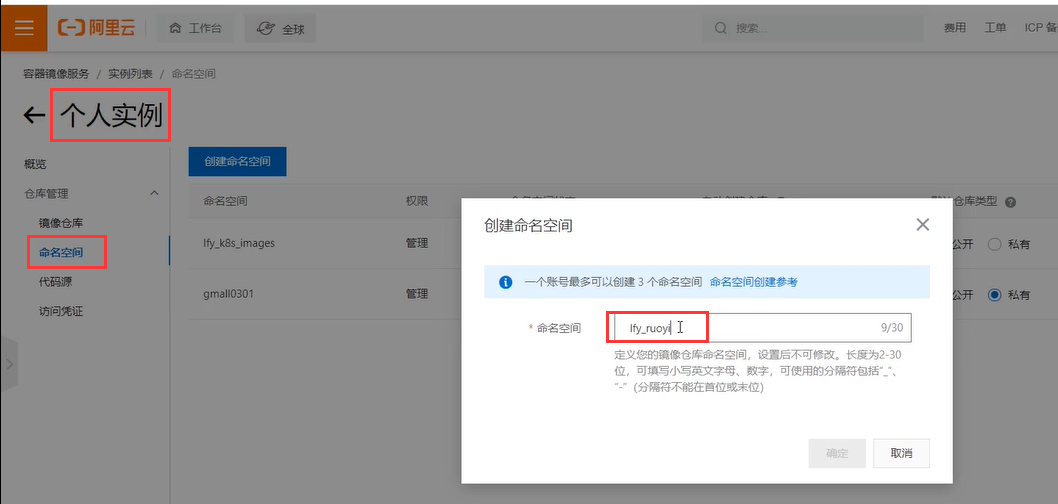 阿里云 工作台 全球 搜索... 费用 工单 ICP 备
容器镜像服务 / 实例列表 / 命名空间
个人实例
概览
创建命名空间
仓库管理
命名空间 权限 仓库类型
镜像仓库
创建命名空间
lfy_k8s_images 管理 公开 私有
命名空间
一个账号最多可以创建 3 个命名空间 命名空间创建参考
代码源
gmall0301 管理 公开 私有
访问凭证
* 命名空间 lfy_ruoyi 9/30
定义您的镜像仓库命名空间，设置后不可修改。长度为2-30
位，可填写小写英文字母、数字，可使用的分隔符包括“_”、
“-”（分隔符不能在首位或末位）
确定 取消